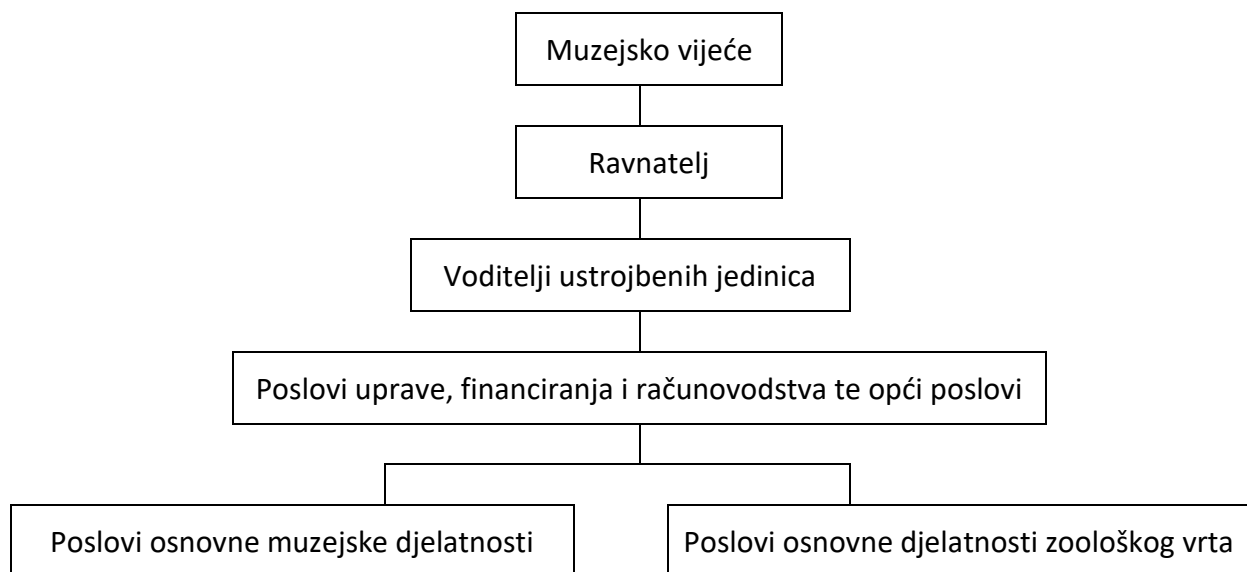 Muzejsko vijeće
Ravnatelj
Voditelji ustrojbenih jedinica
Poslovi uprave, financiranja i računovodstva te opći poslovi
Poslovi osnovne muzejske djelatnosti
Poslovi osnovne djelatnosti zoološkog vrta